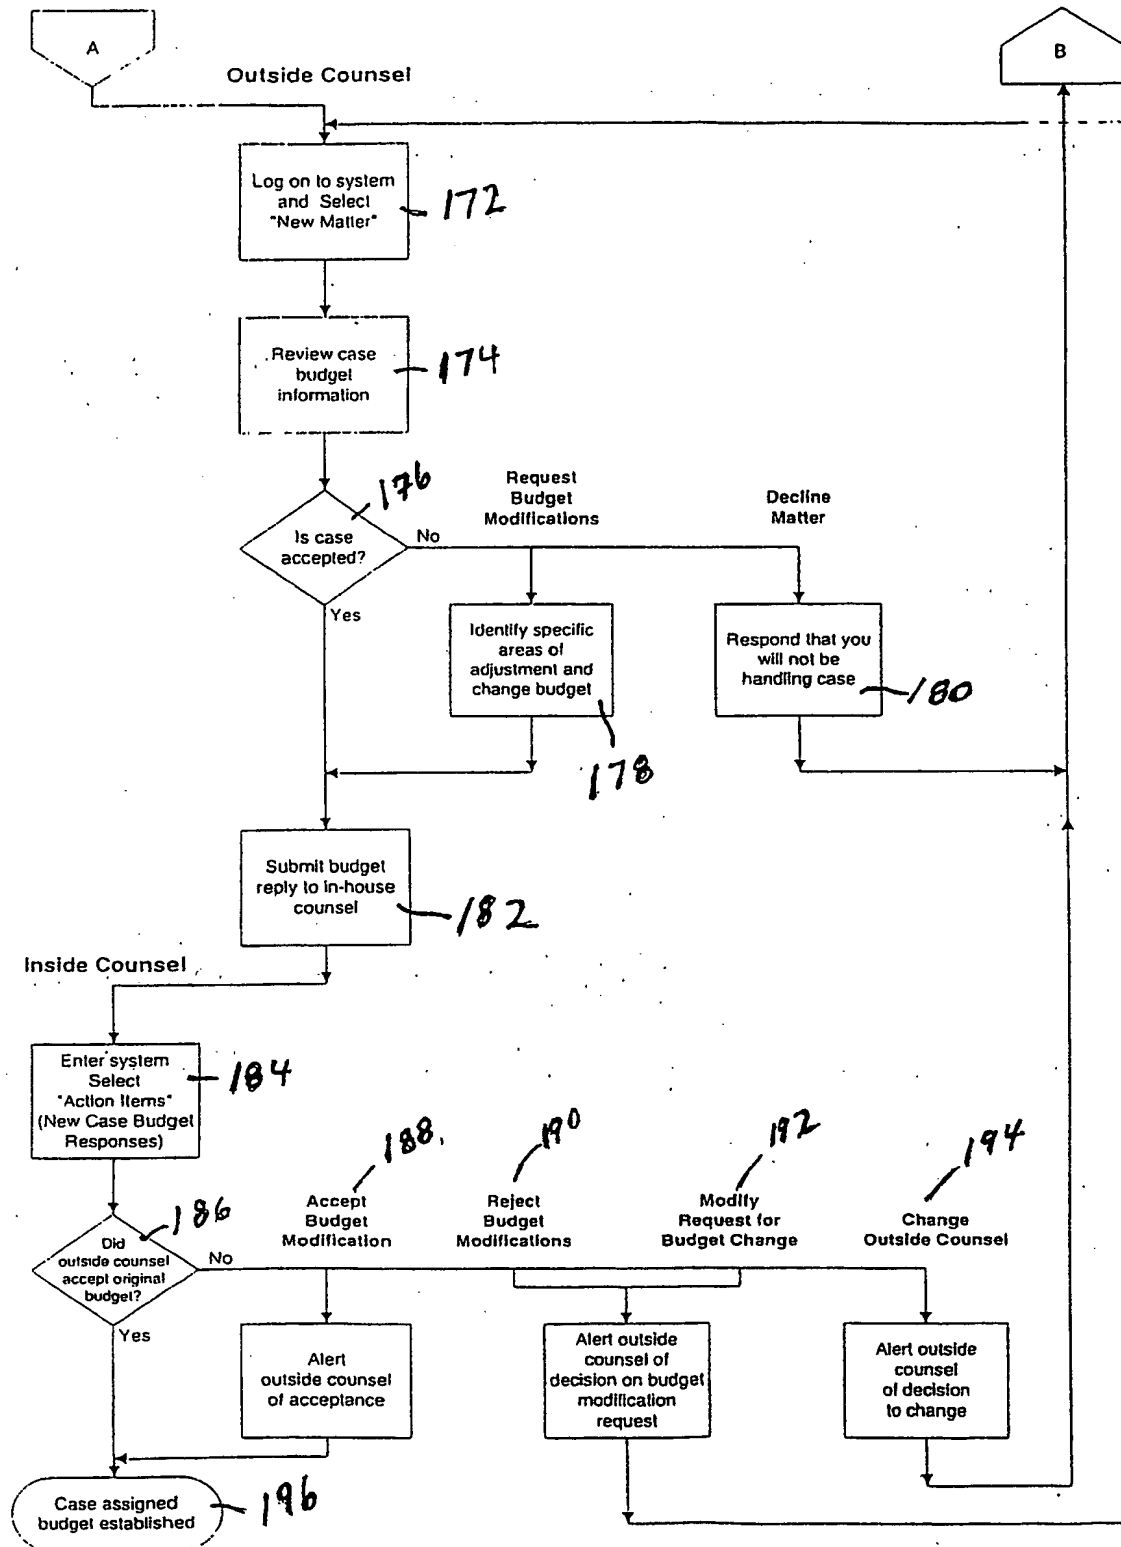 A
B
Outside Counsel
Log on to system
and Select
"New Matter"
172
Review case
budget
information
174
176
Is case
accepted?
No
Yes
Request
Budget
Modifications
Decline
Matter
Identify specific
areas of
adjustment and
change budget
178
Respond that you
will not be
handling case
180
Submit budget
reply to in-house
counsel
182
Inside Counsel
Enter system
Select
"Action Items"
(New Case Budget
Responses)
184
186
Did
outside counsel
accept original
budget?
No
Yes
188
Accept
Budget
Modification
190
Reject
Budget
Modifications
192
Modify
Request for
Budget Change
194
Change
Outside Counsel
Alert
outside counsel
of acceptance
Alert outside
counsel of
decision on budget
modification
request
Alert outside
counsel
of decision
to change
Case assigned
budget established
196